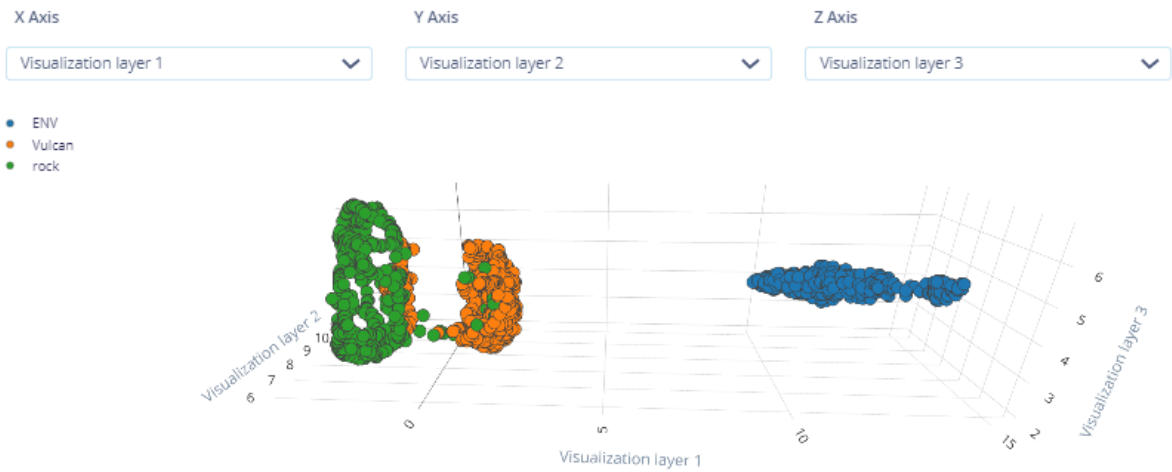 X Axis
Y Axis
Z Axis
Visualization layer 1
Visualization layer 2
Visualization layer 3
ENV
Vulcan
rock
Visualization layer 2
10
9
8
7
6
0
5
10
15
Visualization layer 1
6
5
4
3
2
Visualization layer 3